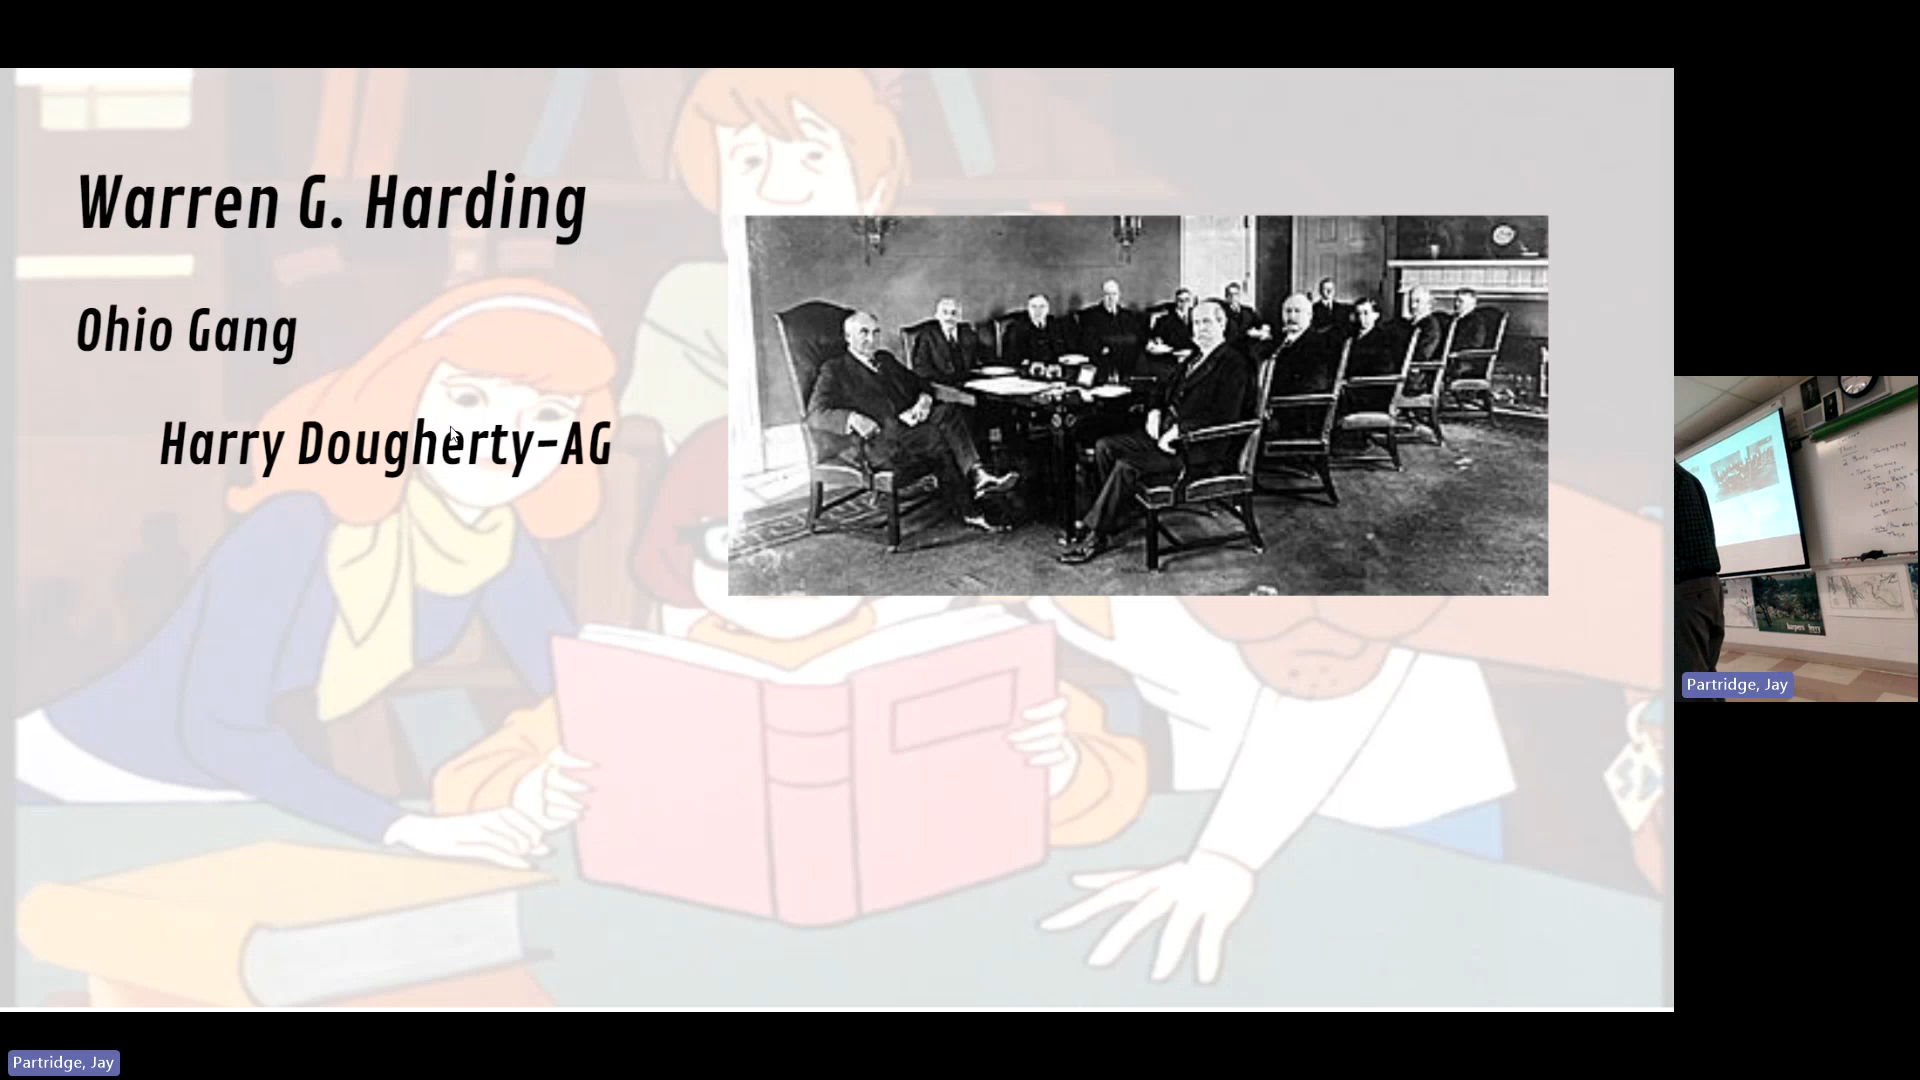 Warren G. Harding
Ohio Gang
Harry Dougherty-AG
Partridge, Jay
Partridge, Jay